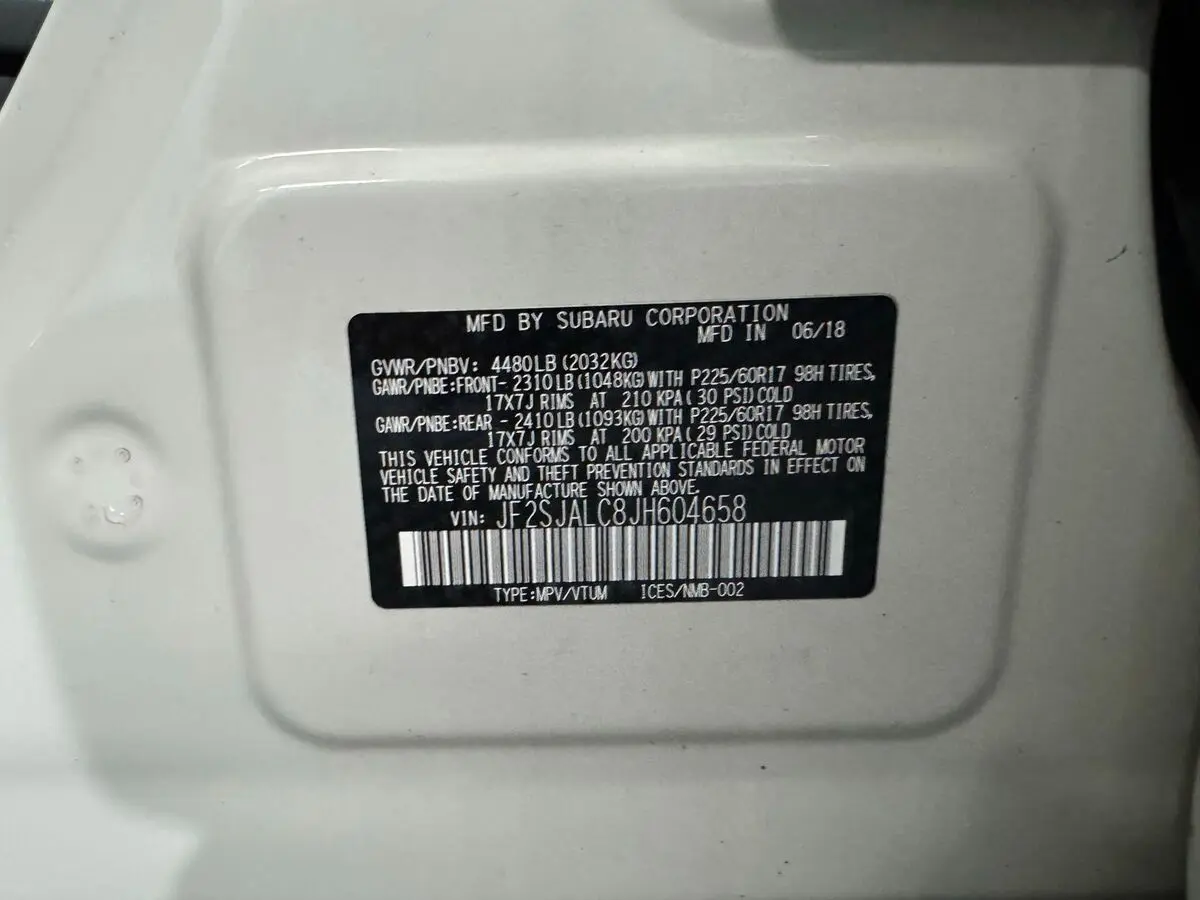 MFD BY SUBARU CORPORATION
MFD IN 06/18
GVWR/PNBV: 4480LB(2032KG)
GAWR/PNBE:FRONT- 2310LB(1048KG)WITH P225/60R17 98H TIRES,
17X7J RIMS AT 210 KPA( 30 PSI)COLD
GAWR/PNBE:REAR - 2410LB(1093KG)WITH P225/60R17 98H TIRES,
17X7J RIMS AT 200 KPA( 29 PSI)COLD
THIS VEHICLE CONFORMS TO ALL APPLICABLE FEDERAL MOTOR
VEHICLE SAFETY AND THEFT PREVENTION STANDARDS IN EFFECT ON
THE DATE OF MANUFACTURE SHOWN ABOVE.
VIN: JF2SJALC8JH604658
TYPE:MPV/VTUM ICES/NMB-002